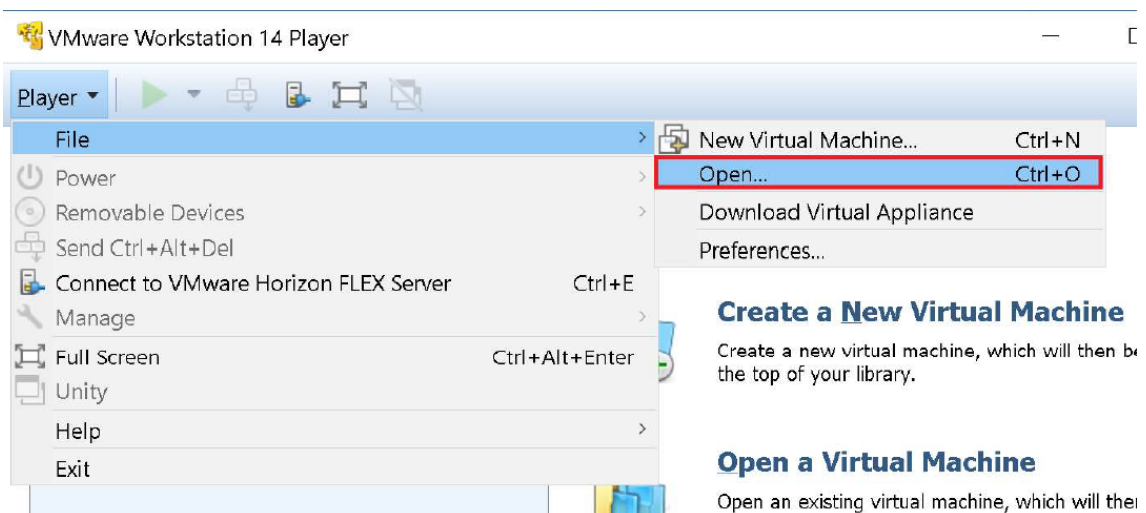 VMware Workstation 14 Player
Player
File
New Virtual Machine... Ctrl+N
Power
Open... Ctrl+O
Removable Devices
Download Virtual Appliance
Send Ctrl+Alt+Del
Preferences...
Connect to VMware Horizon FLEX Server Ctrl+E
Manage
Create a New Virtual Machine
Full Screen Ctrl+Alt+Enter
Create a new virtual machine, which will then
the top of your library.
Unity
Help
Exit
Open a Virtual Machine
Open an existing virtual machine, which will